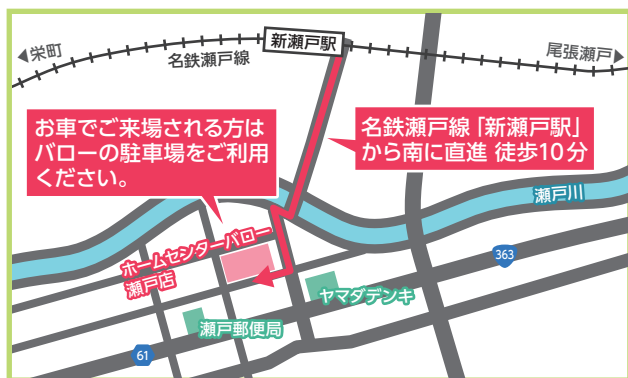 ◀栄町
新瀬戸駅
尾張瀬戸▶
名鉄瀬戸線
お車でご来場される方は
バローの駐車場をご利用
ください。
名鉄瀬戸線「新瀬戸駅」
から南に直進 徒歩10分
瀬戸川
ホームセンターバロー
瀬戸店
363
ヤマダデンキ
瀬戸郵便局
61